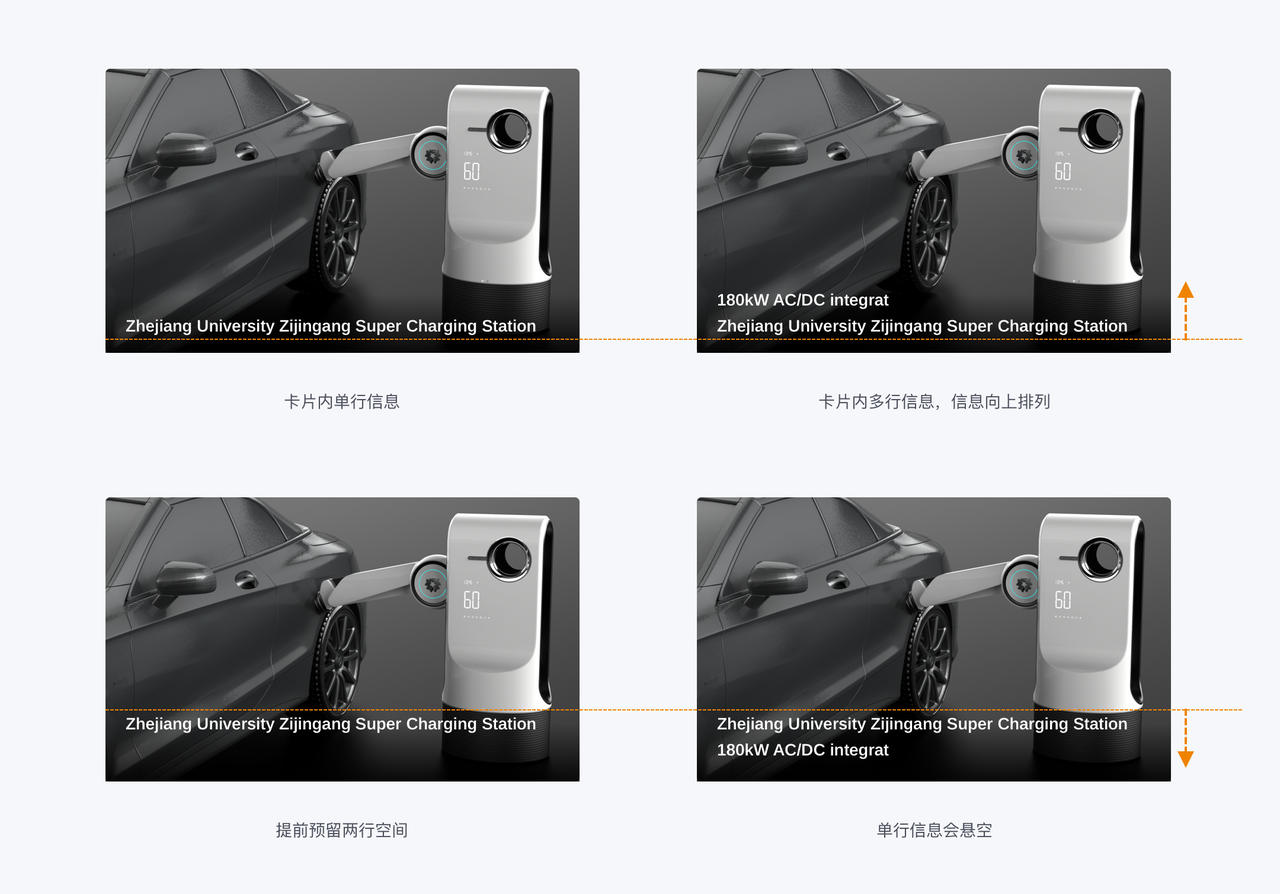 60
Zhejiang University Zijingang Super Charging Station
60
180kW AC/DC integrat
Zhejiang University Zijingang Super Charging Station
卡片内单行信息
卡片内多行信息，信息向上排列
60
Zhejiang University Zijingang Super Charging Station
60
Zhejiang University Zijingang Super Charging Station
180kW AC/DC integrat
提前预留两行空间
单行信息会悬空